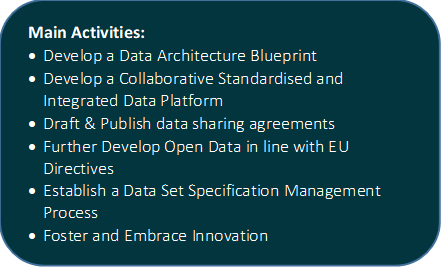 Main Activities:
• Develop a Data Architecture Blueprint
• Develop a Collaborative Standardised and
Integrated Data Platform
• Draft & Publish data sharing agreements
• Further Develop Open Data in line with EU
Directives
• Establish a Data Set Specification Management
Process
• Foster and Embrace Innovation